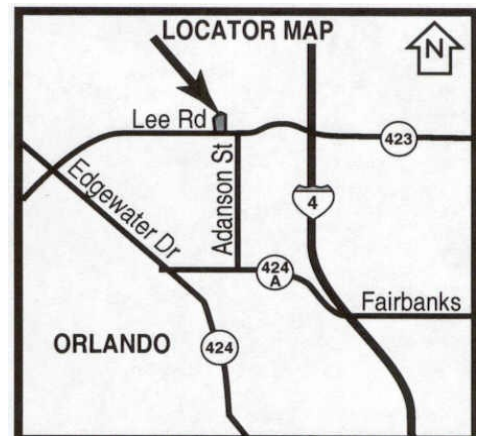 LOCATOR MAP
N
Lee Rd
423
Edgewater Dr
Adanson St
4
424
A
Fairbanks
ORLANDO
424